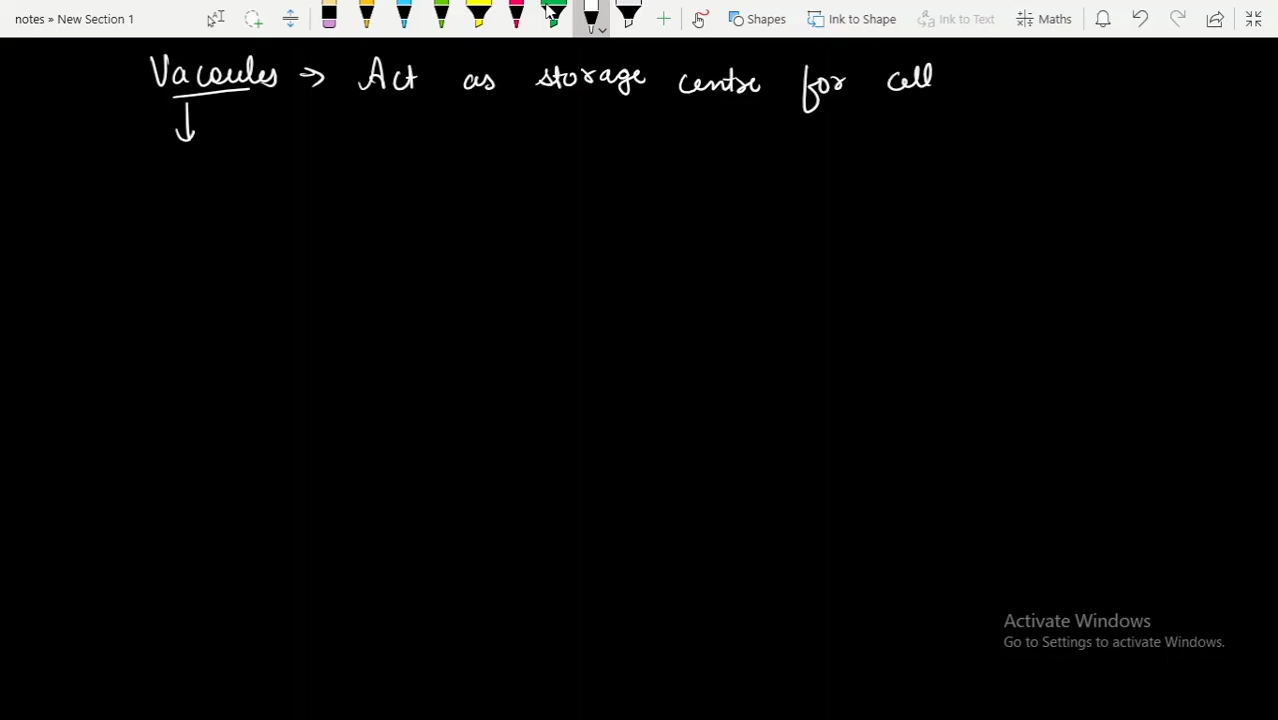 notes » New Section 1
Shapes Ink to Shape Ink to Text Maths
Vacoules → Act as storage centre for cell
↓
Activate Windows
Go to Settings to activate Windows.